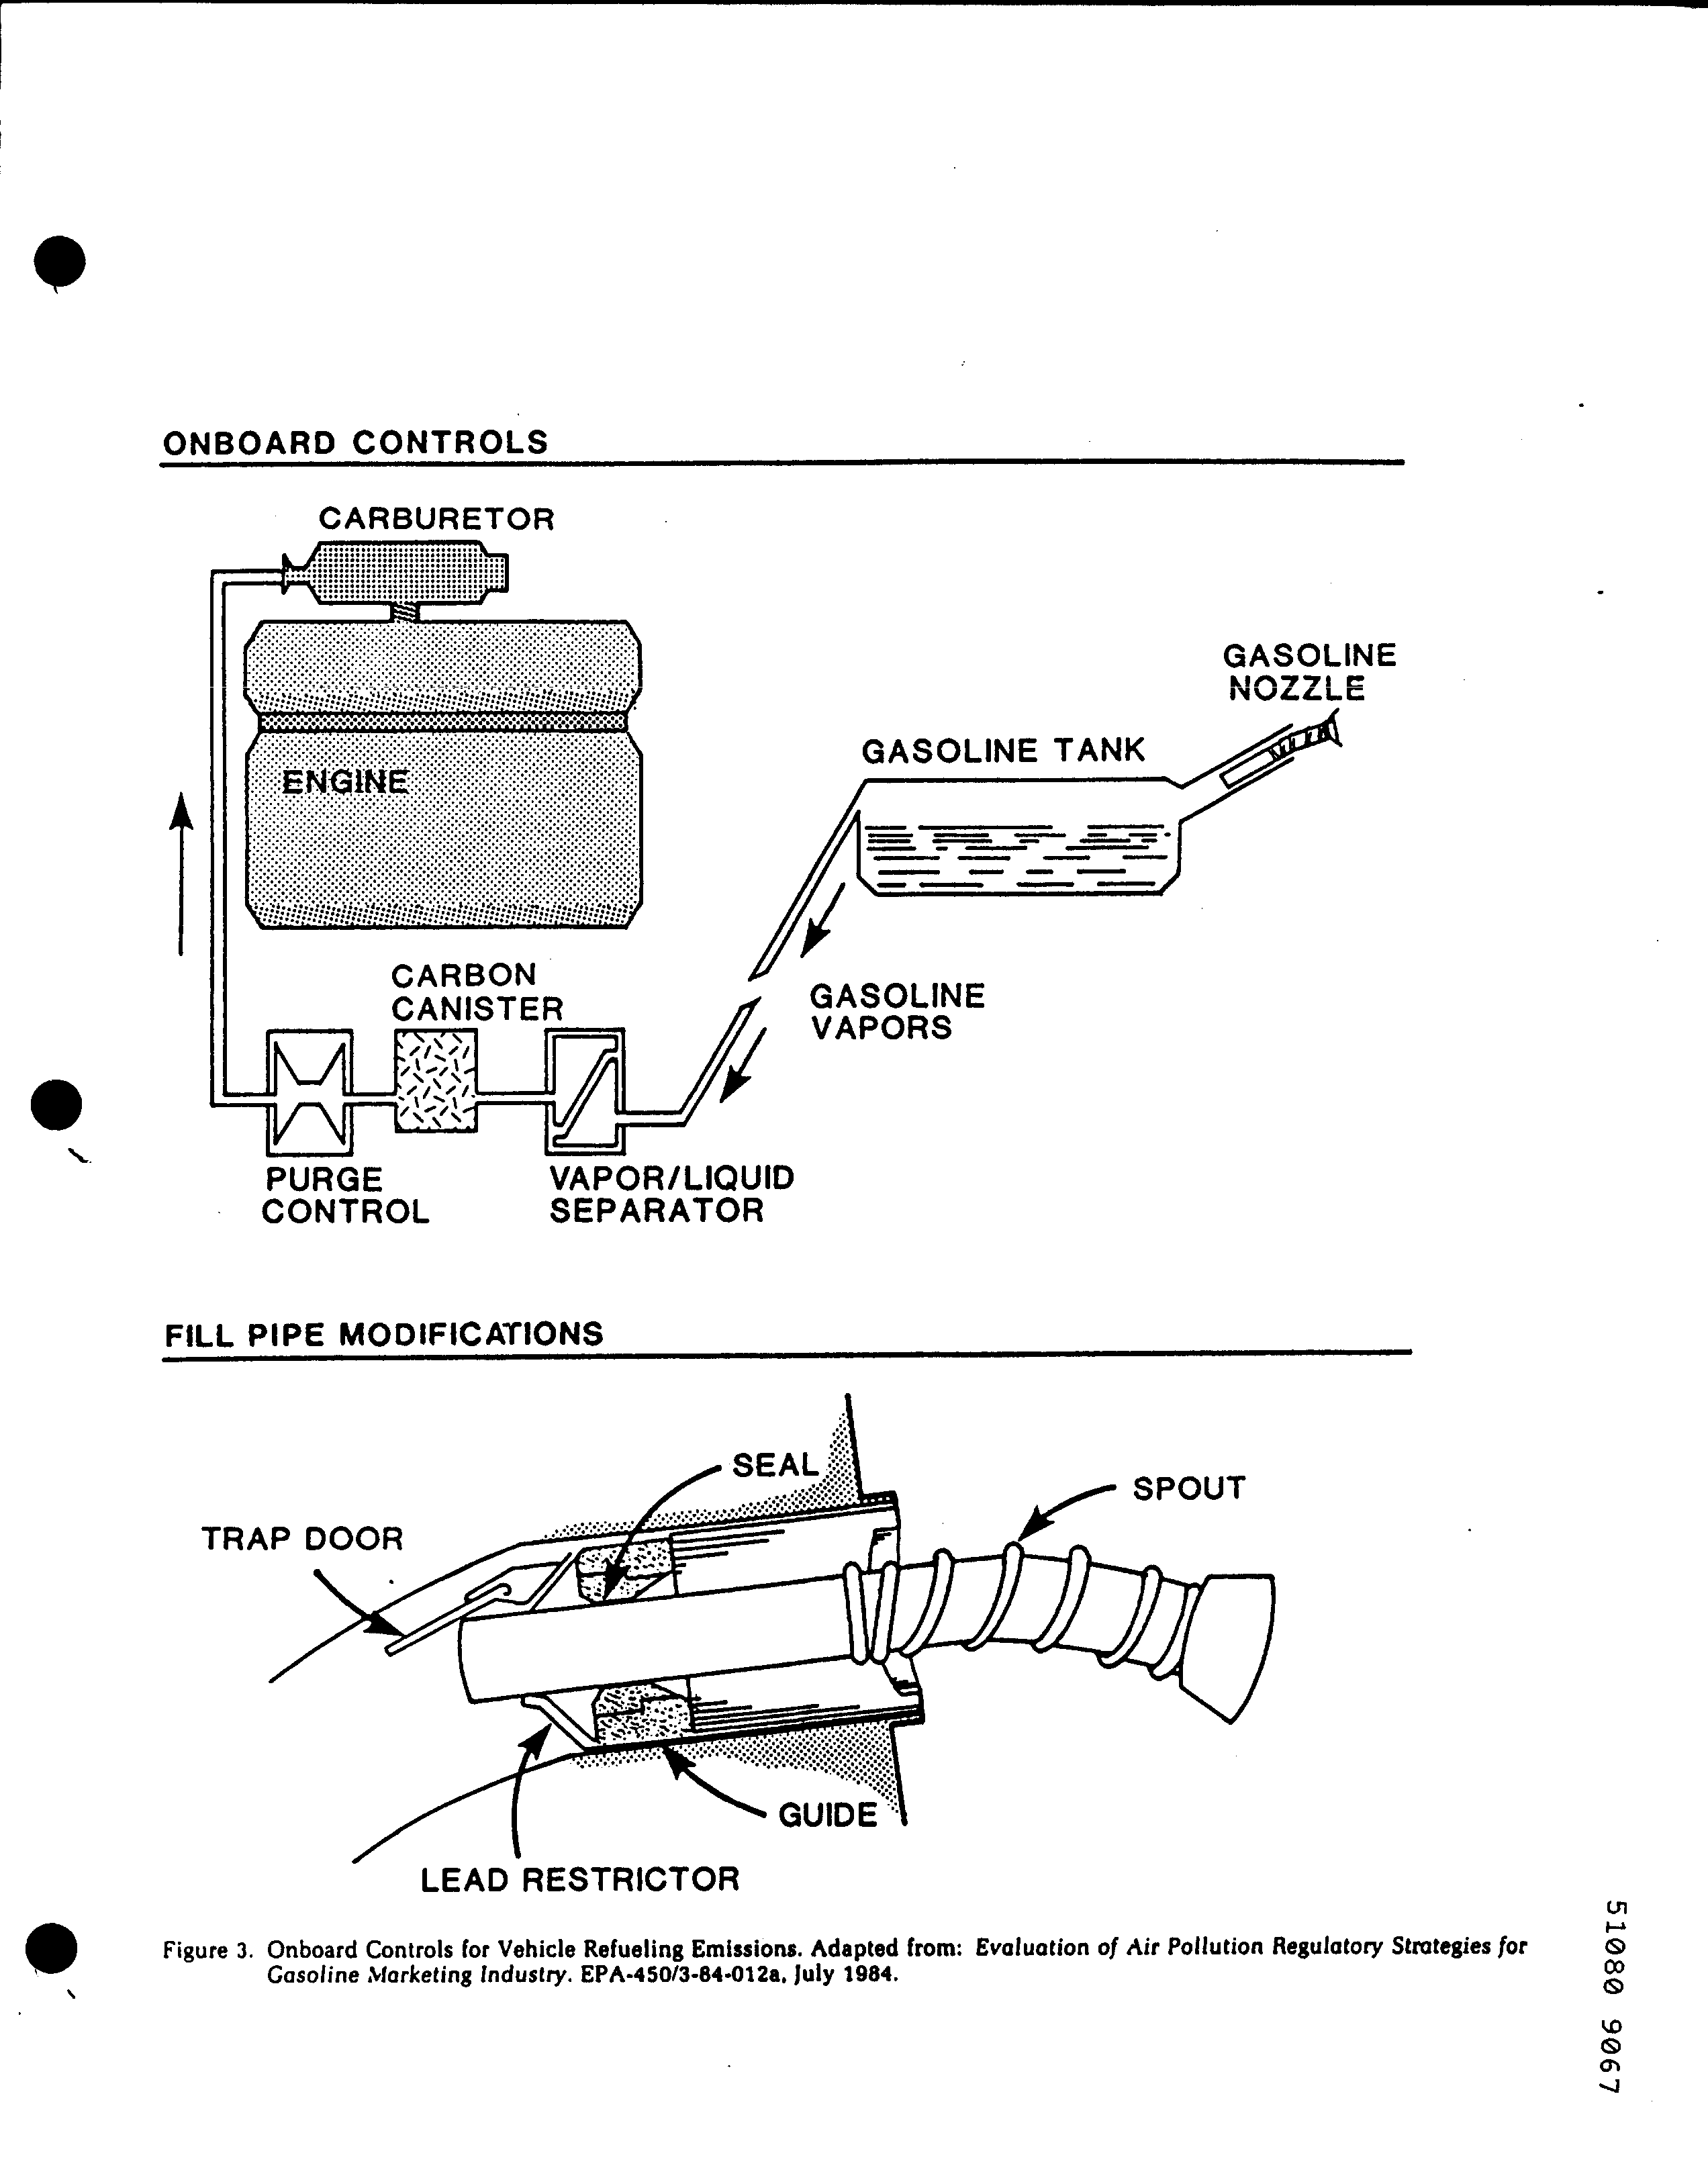 ONBOARD CONTROLS
CARBURETOR
ENGINE
GASOLINE
NOZZLE
GASOLINE TANK
GASOLINE
VAPORS
CARBON
CANISTER
PURGE
CONTROL
VAPOR/LIQUID
SEPARATOR
FILL PIPE MODIFICATIONS
SEAL
SPOUT
TRAP DOOR
GUIDE
LEAD RESTRICTOR
Figure 3. Onboard Controls for Vehicle Refueling Emissions. Adapted from: Evaluation of Air Pollution Regulatory Strategies for
Gasoline Marketing Industry. EPA-450/3-84-012a, July 1984.
51080 9067